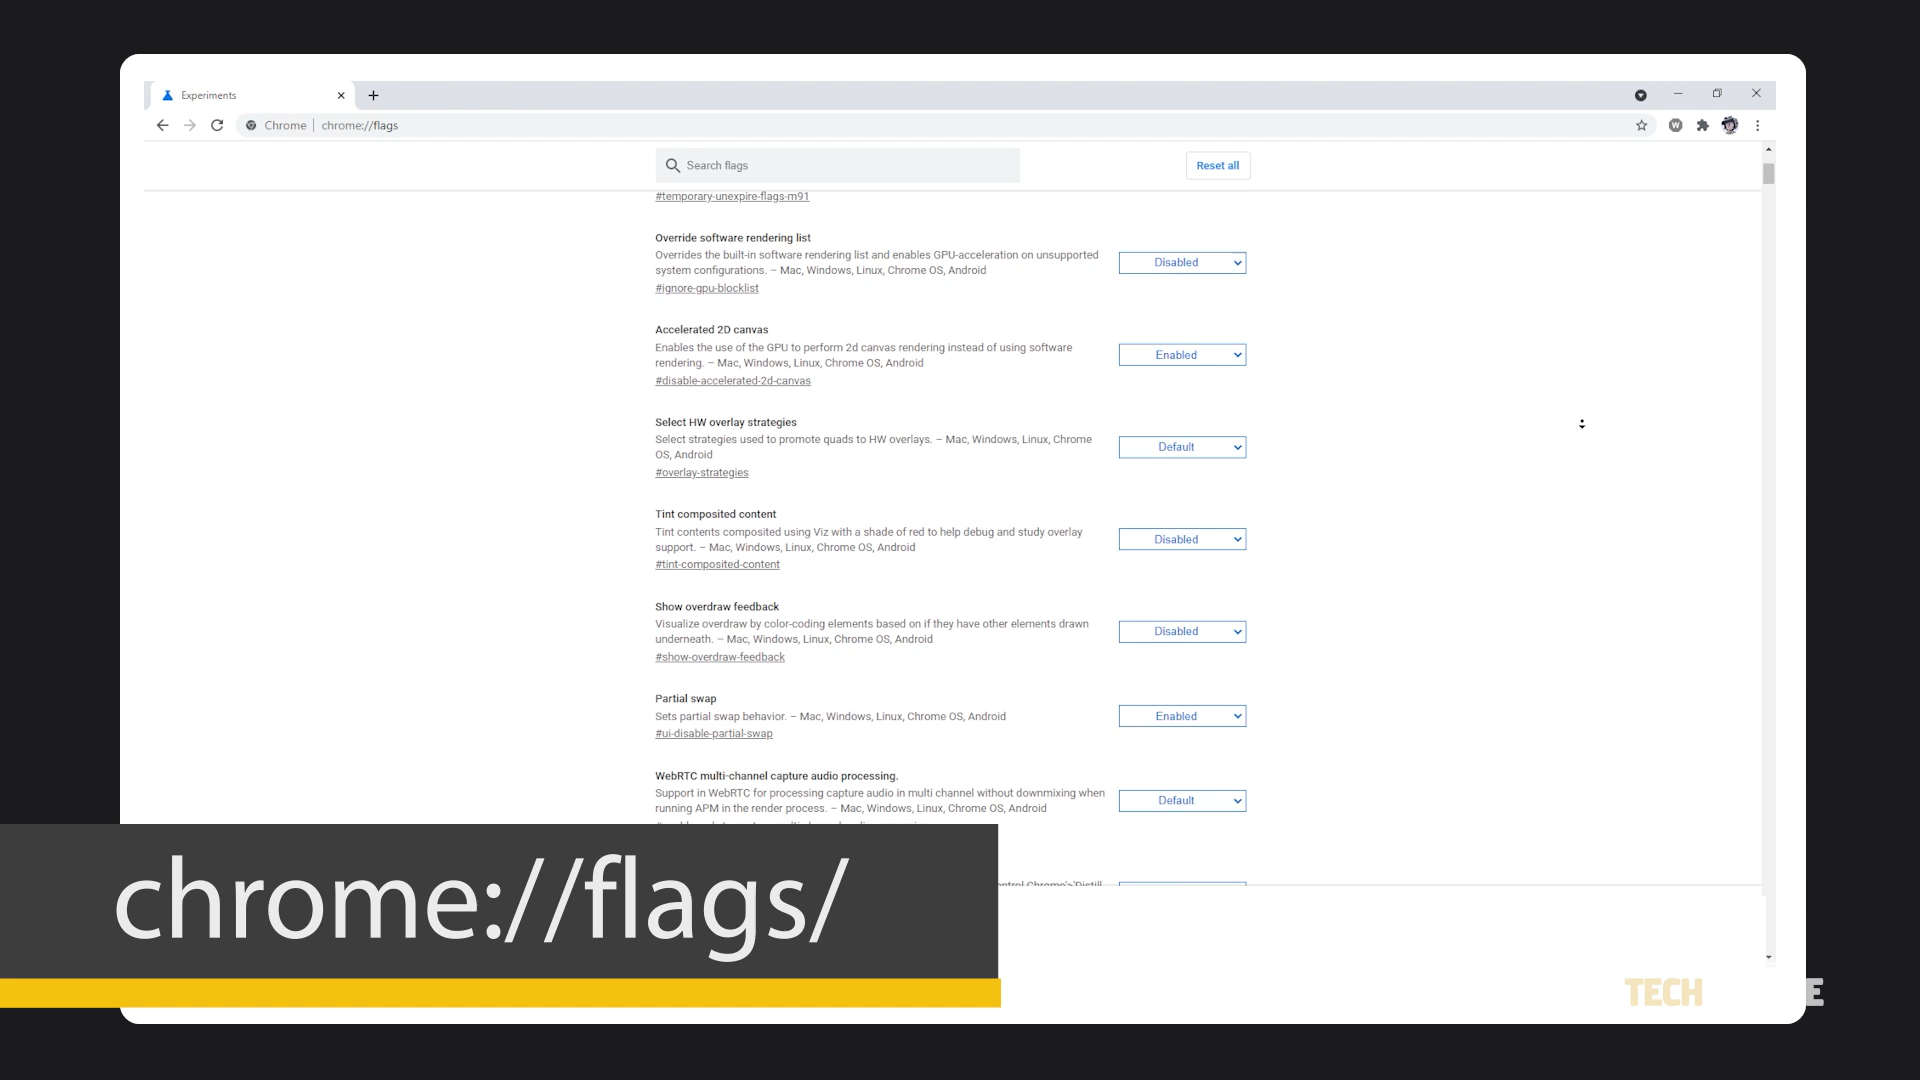 Experiments
Chrome | chrome://flags
W
Search flags
Reset all
#temporary-unexpire-flags-m91
Override software rendering list
Overrides the built-in software rendering list and enables GPU-acceleration on unsupported
system configurations. – Mac, Windows, Linux, Chrome OS, Android
#ignore-gpu-blocklist
Disabled
Accelerated 2D canvas
Enables the use of the GPU to perform 2d canvas rendering instead of using software
rendering. – Mac, Windows, Linux, Chrome OS, Android
#disable-accelerated-2d-canvas
Enabled
Select HW overlay strategies
Select strategies used to promote quads to HW overlays. – Mac, Windows, Linux, Chrome
OS, Android
#overlay-strategies
Default
Tint composited content
Tint contents composited using Viz with a shade of red to help debug and study overlay
support. – Mac, Windows, Linux, Chrome OS, Android
#tint-composited-content
Disabled
Show overdraw feedback
Visualize overdraw by color-coding elements based on if they have other elements drawn
underneath. – Mac, Windows, Linux, Chrome OS, Android
#show-overdraw-feedback
Disabled
Partial swap
Sets partial swap behavior. – Mac, Windows, Linux, Chrome OS, Android
#ui-disable-partial-swap
Enabled
WebRTC multi-channel capture audio processing.
Support in WebRTC for processing capture audio in multi channel without downmixing when
running APM in the render process. – Mac, Windows, Linux, Chrome OS, Android
Default
chrome://flags/
TECH